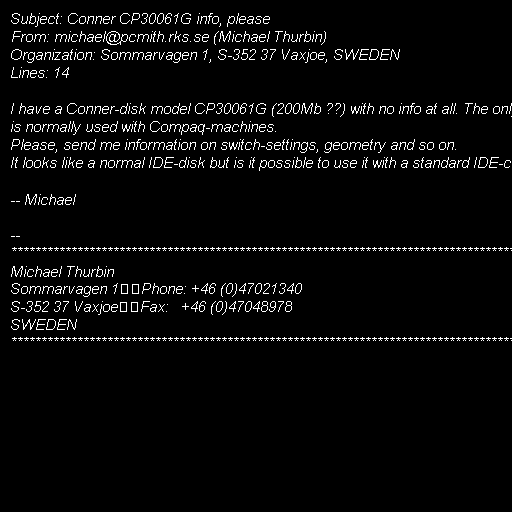 Subject: Conner CP30061G info, please
From: michael@pcmith.rks.se (Michael Thurbin)
Organization: Sommarvagen 1, S-352 37 Vaxjoe, SWEDEN
Lines: 14

I have a Conner-disk model CP30061G (200Mb ??) with no info at all. The onl
is normally used with Compaq-machines.
Please, send me information on switch-settings, geometry and so on.
It looks like a normal IDE-disk but is it possible to use it with a standard IDE-c

-- Michael

--
***********************************************************************************
Michael Thurbin
Sommarvagen 1□□Phone: +46 (0)47021340
S-352 37 Vaxjoe□□Fax:   +46 (0)47048978
SWEDEN
***********************************************************************************